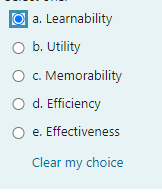 a. Learnability
b. Utility
c. Memorability
d. Efficiency
e. Effectiveness
Clear my choice